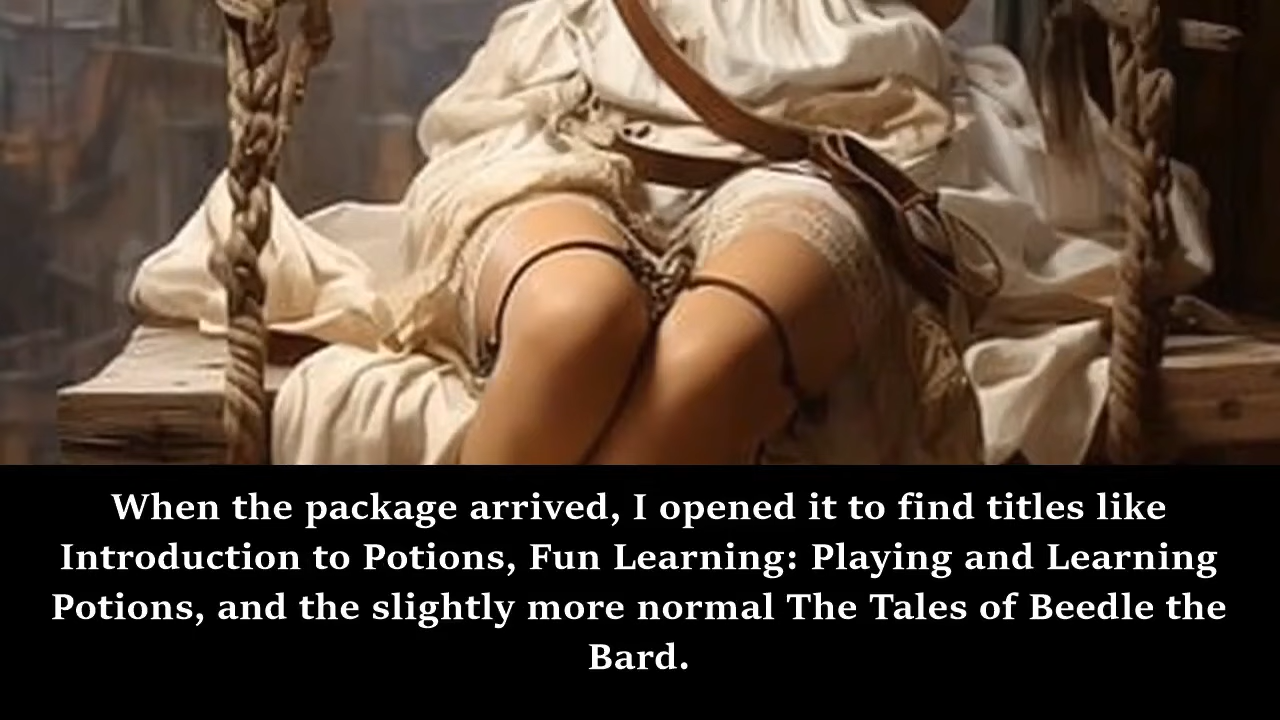 When the package arrived, I opened it to find titles like
Introduction to Potions, Fun Learning: Playing and Learning
Potions, and the slightly more normal The Tales of Beedle the
Bard.